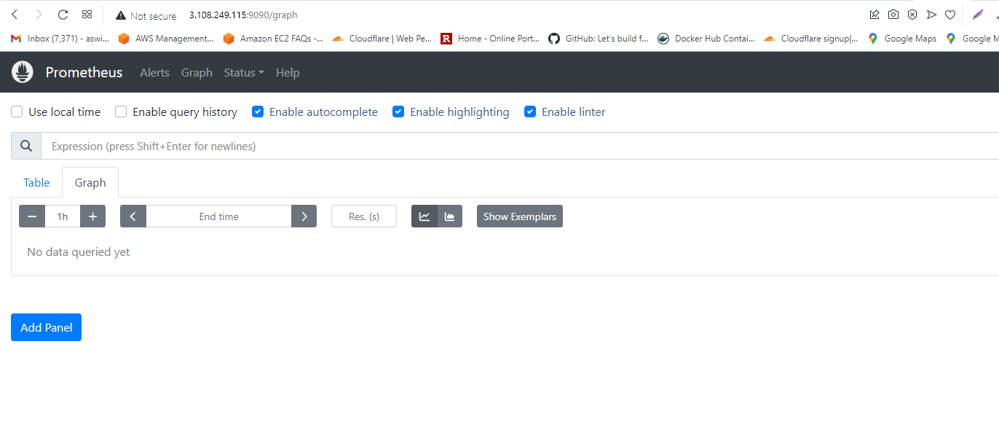 Not secure 3.108.249.115:9090/graph
Inbox (7,371) - aswi... AWS Management... Amazon EC2 FAQs -... Cloudflare | Web Pe... R Home - Online Port... GitHub: Let's build f... Docker Hub Contai... Cloudflare signup|... Google Maps Google M
Prometheus Alerts Graph Status Help
Use local time Enable query history Enable autocomplete Enable highlighting Enable linter
Expression (press Shift+Enter for newlines)
Table Graph
1h End time Res. (s) Show Exemplars
No data queried yet
Add Panel